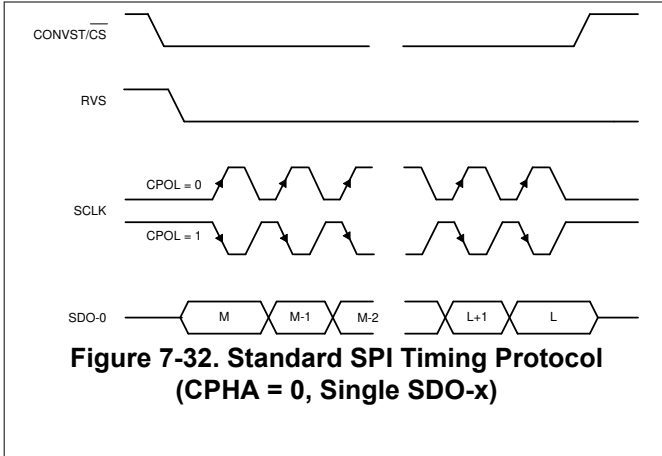 CONVST/CS
RVS
CPOL = 0
SCLK
CPOL = 1
SDO-0 M M-1 M-2 L+1 L
Figure 7-32. Standard SPI Timing Protocol
(CPHA = 0, Single SDO-x)